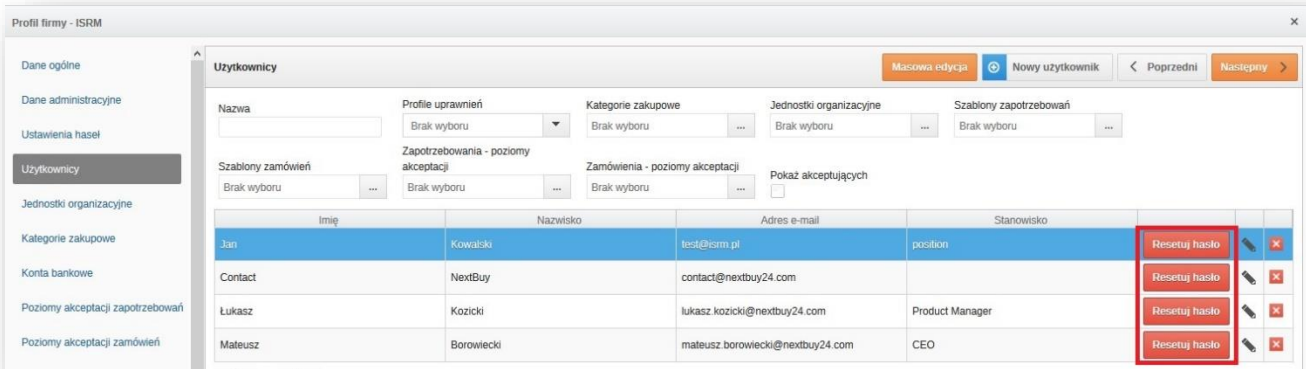 Profil firmy - ISRM
Dane ogólne
Dane administracyjne
Ustawienia haseł
Użytkownicy
Jednostki organizacyjne
Kategorie zakupowe
Konta bankowe
Poziomy akceptacji zapotrzebowań
Poziomy akceptacji zamówień
Użytkownicy Masowa edycja Nowy użytkownik Poprzedni Następny
Nazwa Profile uprawnień Kategorie zakupowe Jednostki organizacyjne Szablony zapotrzebowań
Brak wyboru Brak wyboru ... Brak wyboru ... Brak wyboru ...
Zapotrzebowania - poziomy
Szablony zamówień akceptacji Zamówienia - poziomy akceptacji Pokaż akceptujących
Brak wyboru ... Brak wyboru ... Brak wyboru ...
Imię Nazwisko Adres e-mail Stanowisko
Jan Kowalski test@isrm.pl position Resetuj hasło
Contact NextBuy contact@nextbuy24.com Resetuj hasło
Łukasz Kozicki lukasz.kozicki@nextbuy24.com Product Manager Resetuj hasło
Mateusz Borowiecki mateusz.borowiecki@nextbuy24.com CEO Resetuj hasło